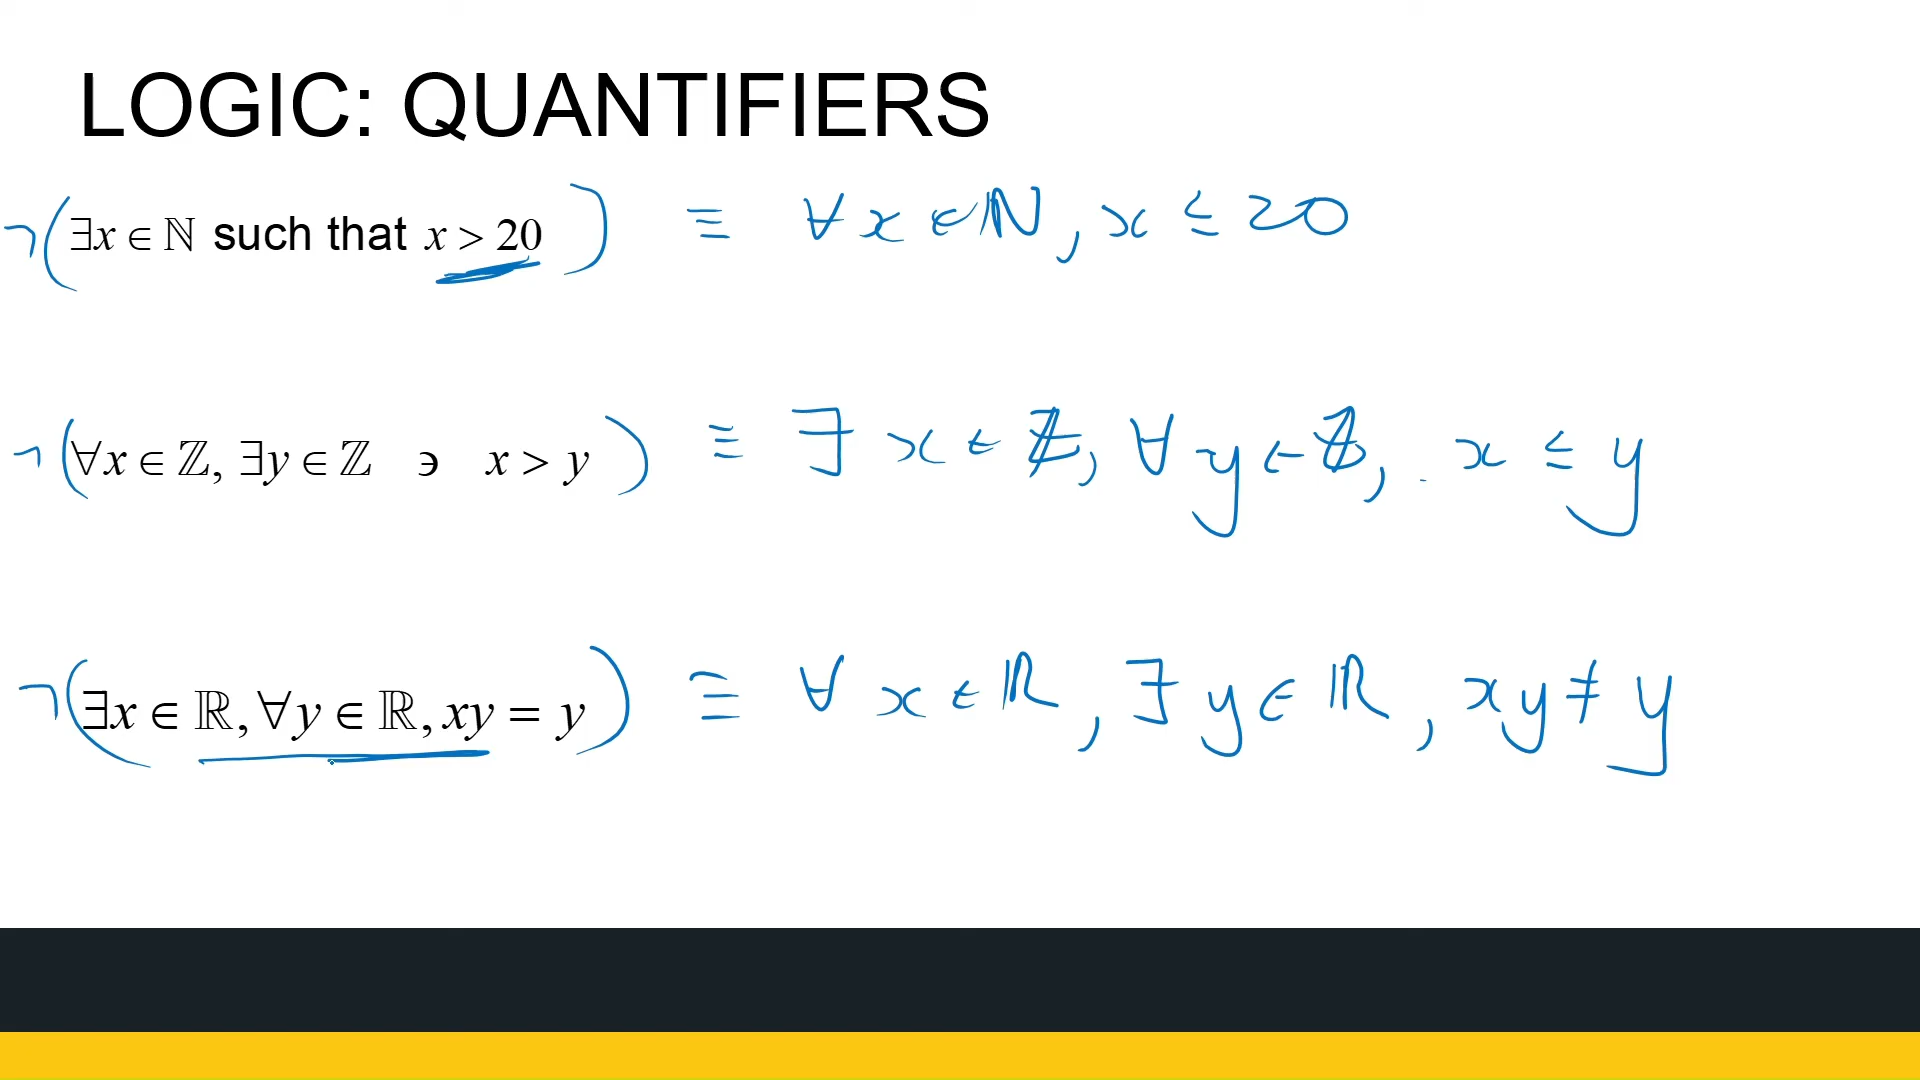 LOGIC: QUANTIFIERS
¬(∃x ∈ ℕ such that x > 20) ≡ ∀x ∈ ℕ, x ≤ 20
¬(∀x ∈ ℤ, ∃y ∈ ℤ ∍ x > y) ≡ ∃x ∈ ℤ, ∀y ∈ ℤ, x ≤ y
¬(∃x ∈ ℝ, ∀y ∈ ℝ, xy = y) ≡ ∀x ∈ ℝ, ∃y ∈ ℝ, xy ≠ y